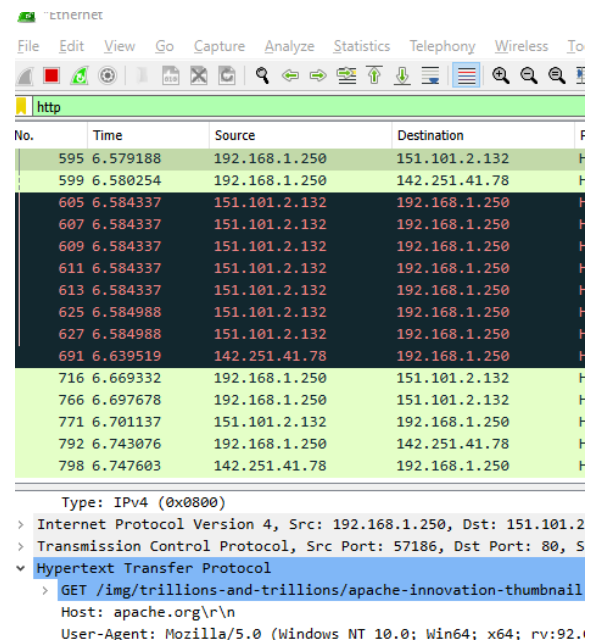 *Ethernet
File Edit View Go Capture Analyze Statistics Telephony Wireless To
http
No. Time Source Destination P
595 6.579188 192.168.1.250 151.101.2.132 H
599 6.580254 192.168.1.250 142.251.41.78 H
605 6.584337 151.101.2.132 192.168.1.250 H
607 6.584337 151.101.2.132 192.168.1.250 H
609 6.584337 151.101.2.132 192.168.1.250 H
611 6.584337 151.101.2.132 192.168.1.250 H
613 6.584337 151.101.2.132 192.168.1.250 H
625 6.584988 151.101.2.132 192.168.1.250 H
627 6.584988 151.101.2.132 192.168.1.250 H
691 6.639519 142.251.41.78 192.168.1.250 H
716 6.669332 192.168.1.250 151.101.2.132 H
766 6.697678 192.168.1.250 151.101.2.132 H
771 6.701137 151.101.2.132 192.168.1.250 H
792 6.743076 192.168.1.250 142.251.41.78 H
798 6.747603 142.251.41.78 192.168.1.250 H
Type: IPv4 (0x0800)
Internet Protocol Version 4, Src: 192.168.1.250, Dst: 151.101.2
Transmission Control Protocol, Src Port: 57186, Dst Port: 80, S
Hypertext Transfer Protocol
GET /img/trillions-and-trillions/apache-innovation-thumbnail
Host: apache.org\r\n
User-Agent: Mozilla/5.0 (Windows NT 10.0; Win64; x64; rv:92.0